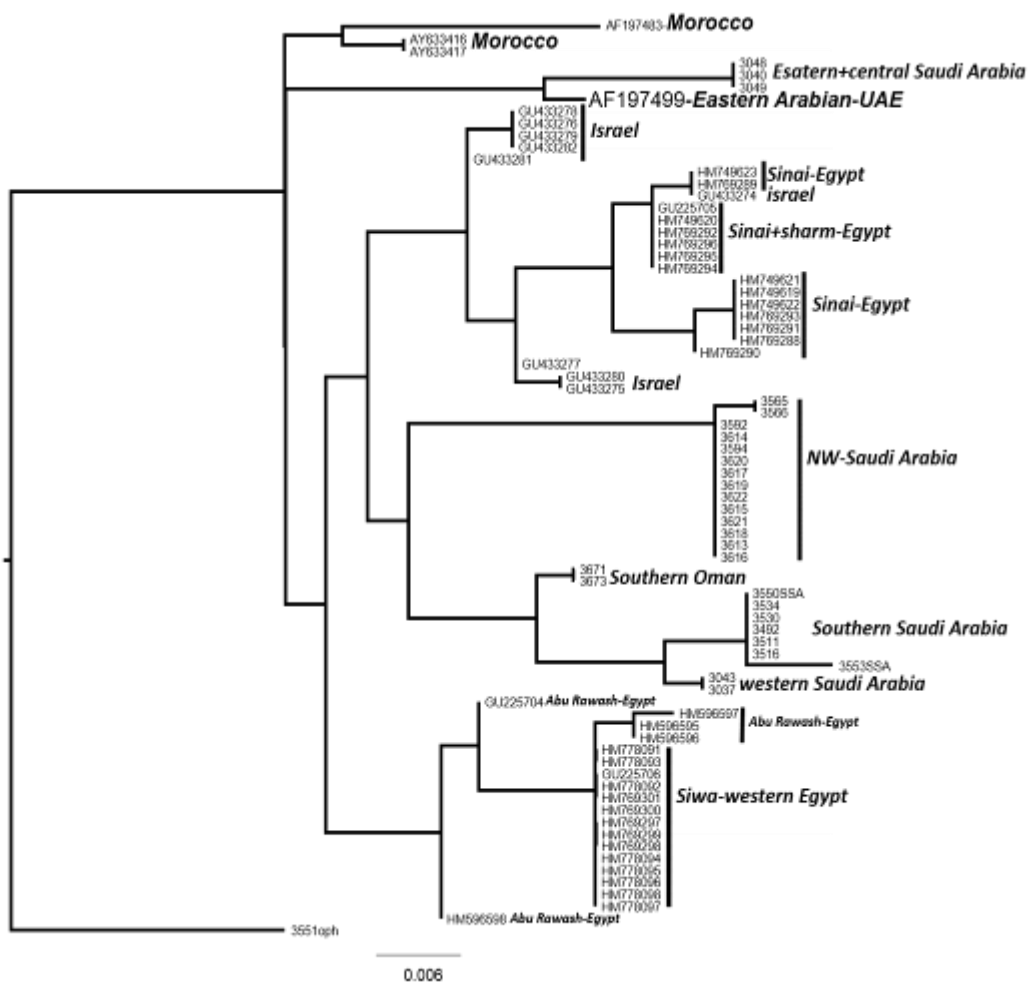 AF197483-Morocco
AY633416
AY633417
Morocco
3048
3040
3049
Esatern+central Saudi Arabia
AF197499-Eastern Arabian-UAE
GU433278
GU433276
GU433279
GU433282
Israel
GU433281
HM749623
HM769289
Sinai-Egypt
GU433274
israel
GU225705
HM749620
HM769292
HM769296
HM769295
HM769294
Sinai+sharm-Egypt
HM749621
HM749619
HM749622
HM769293
HM769291
HM769288
Sinai-Egypt
HM769290
GU433277
GU433280
GU433275
Israel
3565
3566
3592
3614
3594
3620
3617
3619
3622
3615
3621
3618
3613
3616
NW-Saudi Arabia
3671
3673
Southern Oman
3550SSA
3534
3530
3492
3511
3516
Southern Saudi Arabia
3553SSA
3043
3037
western Saudi Arabia
GU225704 Abu Rawash-Egypt
HM596597
HM596595
HM596596
Abu Rawash-Egypt
HM778091
HM778093
GU225706
HM778092
HM769301
HM769300
HM769297
HM769299
HM769298
HM778094
HM778095
HM778096
HM778098
HM778097
Siwa-western Egypt
HM596598 Abu Rawash-Egypt
3551oph
0.006